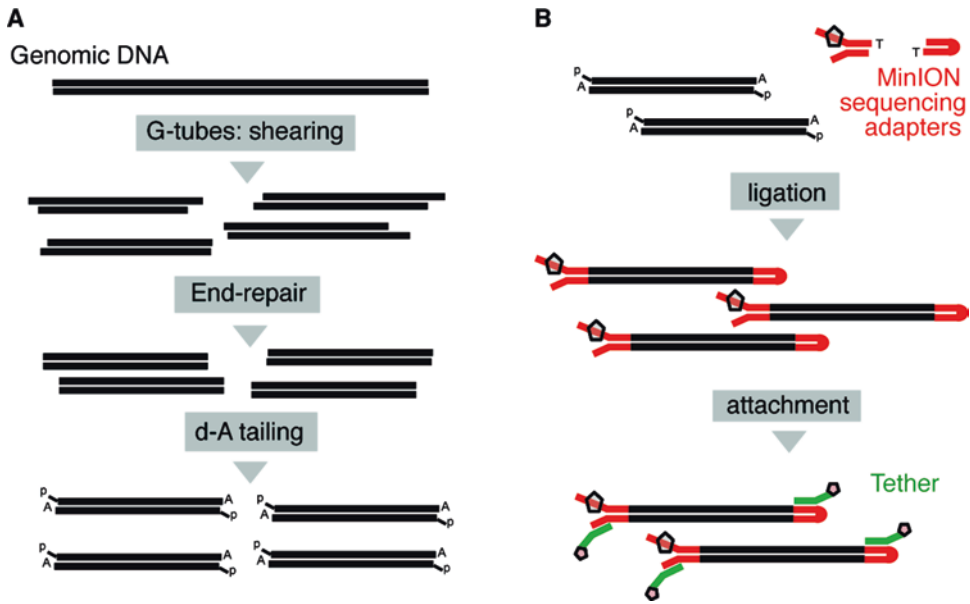 A
Genomic DNA
G-tubes: shearing
End-repair
d-A tailing
p
A
A
p
p
A
A
p
p
A
A
p
p
A
A
p
B
p
A
A
p
p
A
A
p
T
T
MinION
sequencing
adapters
ligation
attachment
Tether